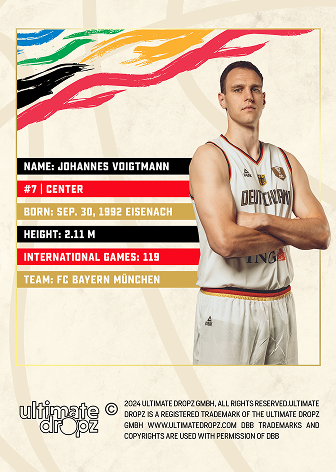 NAME: JOHANNES VOIGTMANN
#7 | CENTER
BORN: SEP. 30, 1992 EISENACH
HEIGHT: 2.11 M
INTERNATIONAL GAMES: 119
TEAM: FC BAYERN MÜNCHEN
DEUTSCHLAND
ING
ultimate
dropz
©
2024 ULTIMATE DROPZ GMBH, ALL RIGHTS RESERVED.ULTIMATE
DROPZ IS A REGISTERED TRADEMARK OF THE ULTIMATE DROPZ
GMBH WWW.ULTIMATEDROPZ.COM DBB TRADEMARKS AND
COPYRIGHTS ARE USED WITH PERMISSION OF DBB